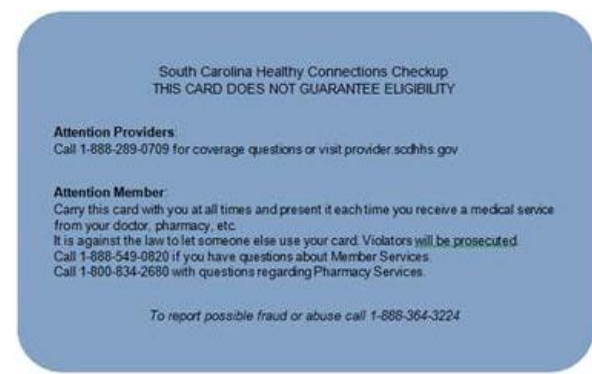 South Carolina Healthy Connections Checkup
THIS CARD DOES NOT GUARANTEE ELIGIBILITY
Attention Providers:
Call 1-888-289-0709 for coverage questions or visit provider.scdhhs.gov
Attention Member:
Carry this card with you at all times and present it each time you receive a medical service
from your doctor, pharmacy, etc.
It is against the law to let someone else use your card. Violators will be prosecuted.
Call 1-888-549-0820 if you have questions about Member Services.
Call 1-800-834-2680 with questions regarding Pharmacy Services.
To report possible fraud or abuse call 1-888-364-3224